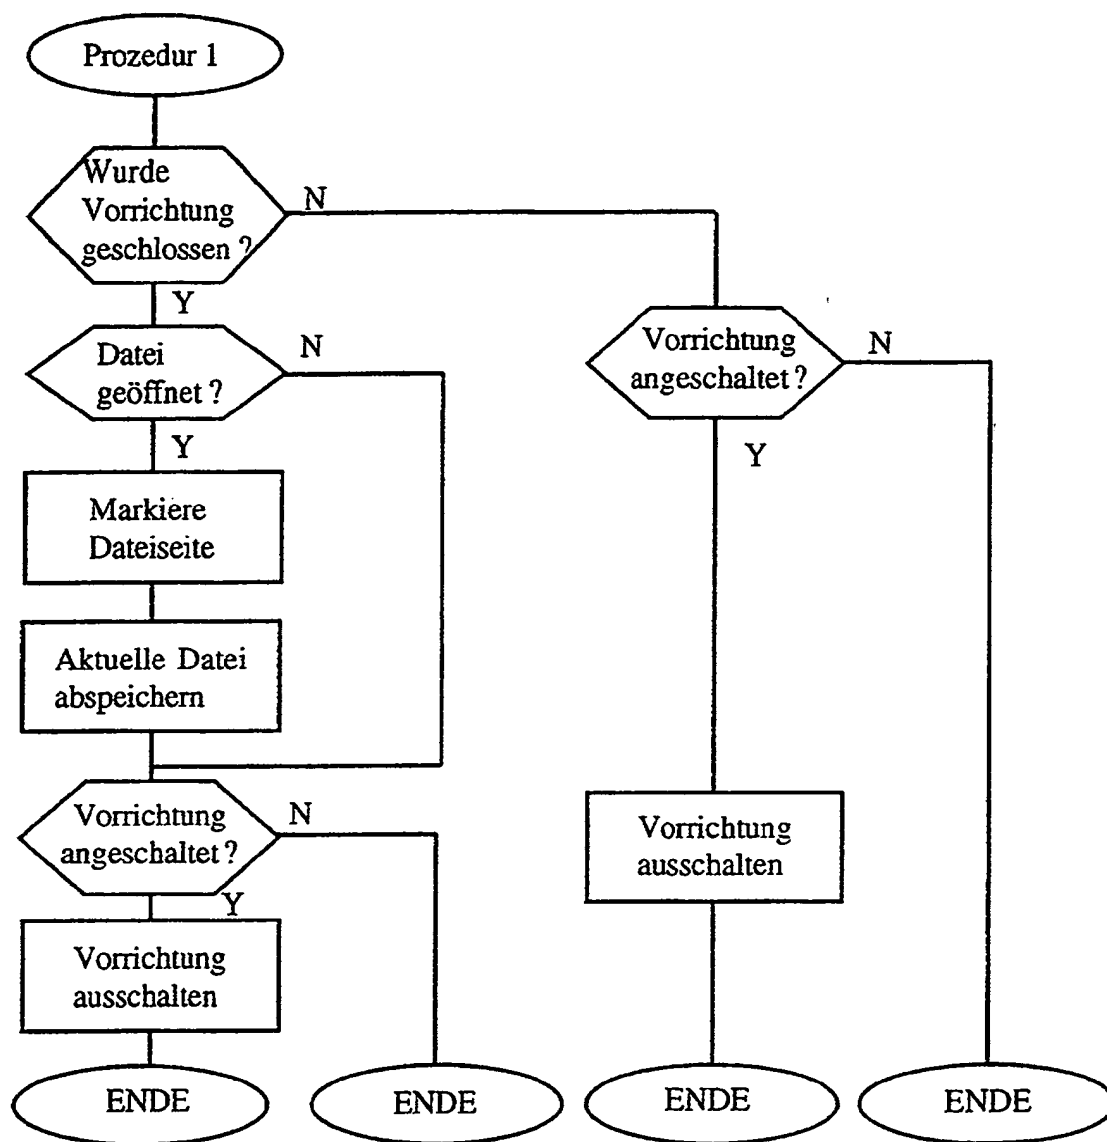 Prozedur 1
Wurde
Vorrichtung
geschlossen ?
N
Y
Datei
geöffnet ?
N
Y
Markiere
Dateiseite
Aktuelle Datei
abspeichern
Vorrichtung
angeschaltet ?
N
Y
Vorrichtung
ausschalten
ENDE
ENDE
Vorrichtung
angeschaltet ?
N
Y
Vorrichtung
ausschalten
ENDE
ENDE